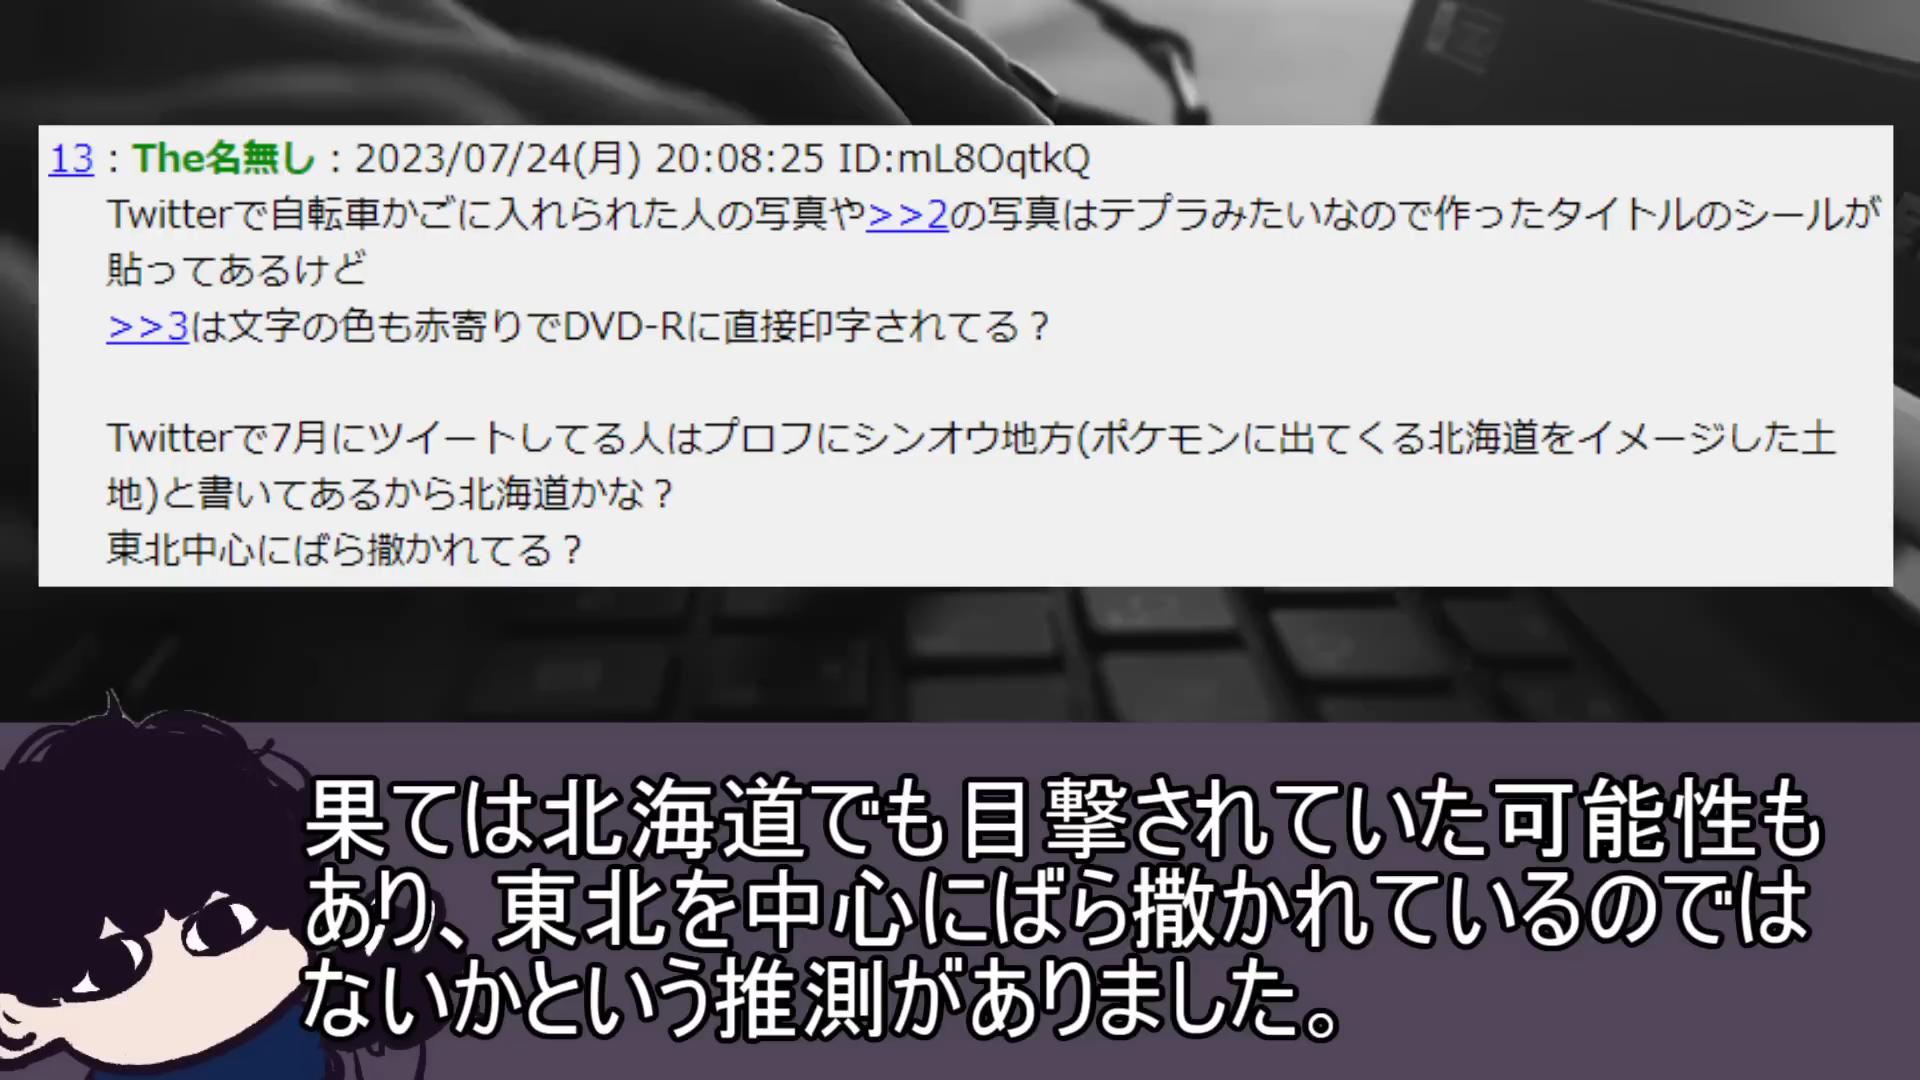 13 : The名無し : 2023/07/24(月) 20:08:25 ID:mL8OqtkQ
Twitterで自転車かごに入れられた人の写真や>>2の写真はテプラみたいなので作ったタイトルのシールが
貼ってあるけど
>>3は文字の色も赤寄りでDVD-Rに直接印字されてる？
Twitterで7月にツイートしてる人はプロフにシンオウ地方(ポケモンに出てくる北海道をイメージした土
地)と書いてあるから北海道かな？
東北中心にばら撒かれてる？
果ては北海道でも目撃されていた可能性も
あり、東北を中心にばら撒かれているのでは
ないかという推測がありました。